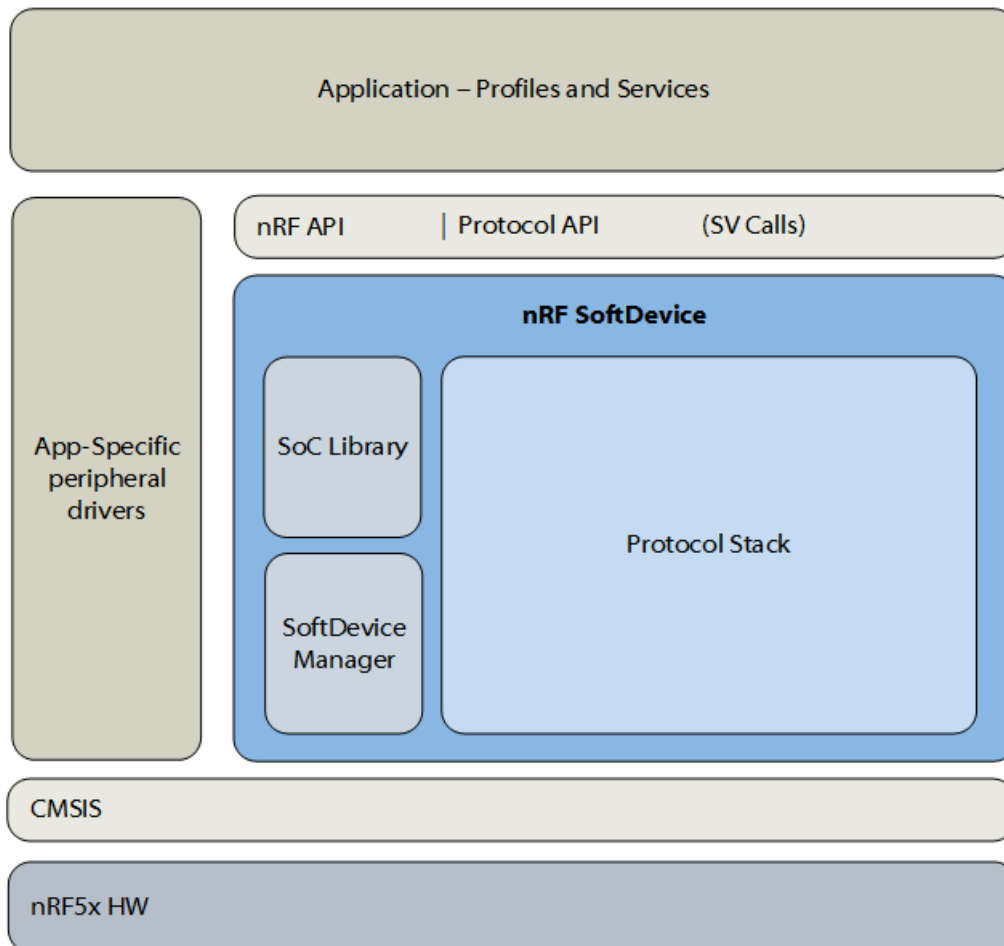 Application – Profiles and Services
nRF API | Protocol API (SV Calls)
nRF SoftDevice
App-Specific
peripheral
drivers
SoC Library
Protocol Stack
SoftDevice
Manager
CMSIS
nRF5x HW